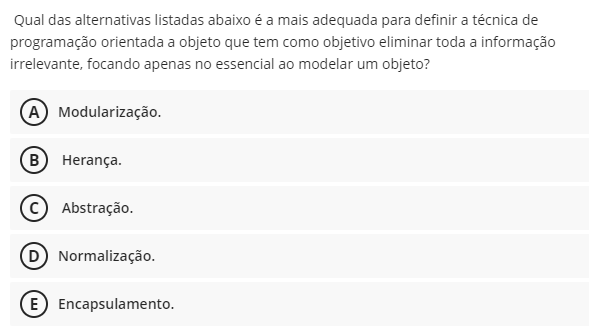 Qual das alternativas listadas abaixo é a mais adequada para definir a técnica de
programação orientada a objeto que tem como objetivo eliminar toda a informação
irrelevante, focando apenas no essencial ao modelar um objeto?
A Modularização.
B Herança.
C Abstração.
D Normalização.
E Encapsulamento.